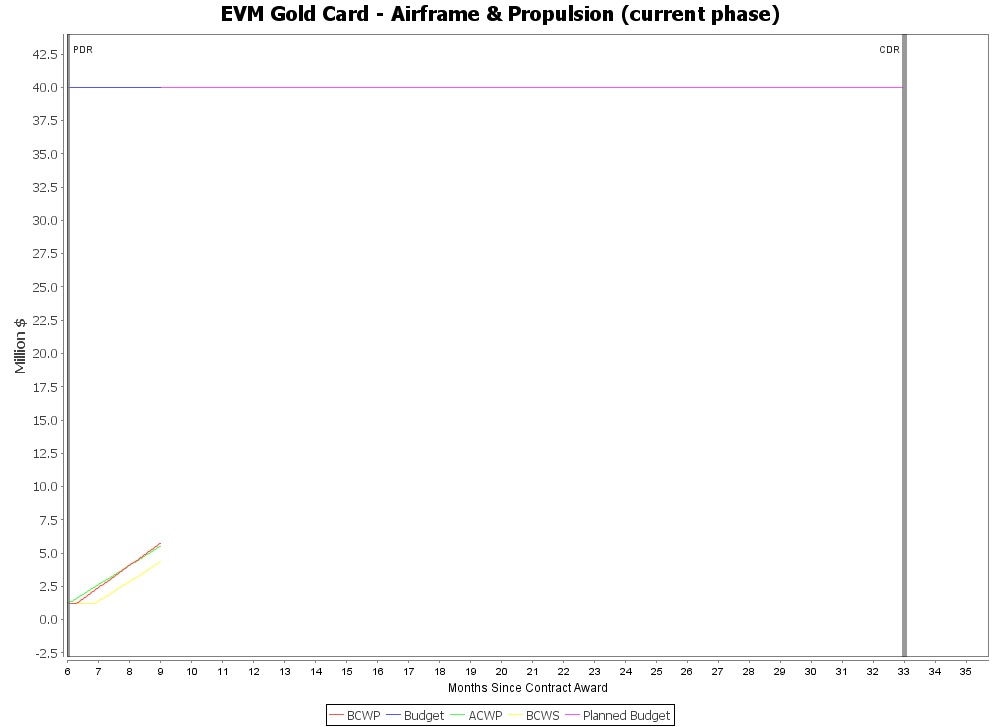 EVM Gold Card - Airframe & Propulsion (current phase)
PDR
CDR
42.5
40.0
37.5
35.0
32.5
30.0
27.5
25.0
22.5
20.0
17.5
15.0
12.5
10.0
7.5
5.0
2.5
0.0
-2.5
Million $
6 7 8 9 10 11 12 13 14 15 16 17 18 19 20 21 22 23 24 25 26 27 28 29 30 31 32 33 34 35
Months Since Contract Award
BCWP Budget ACWP BCWS Planned Budget